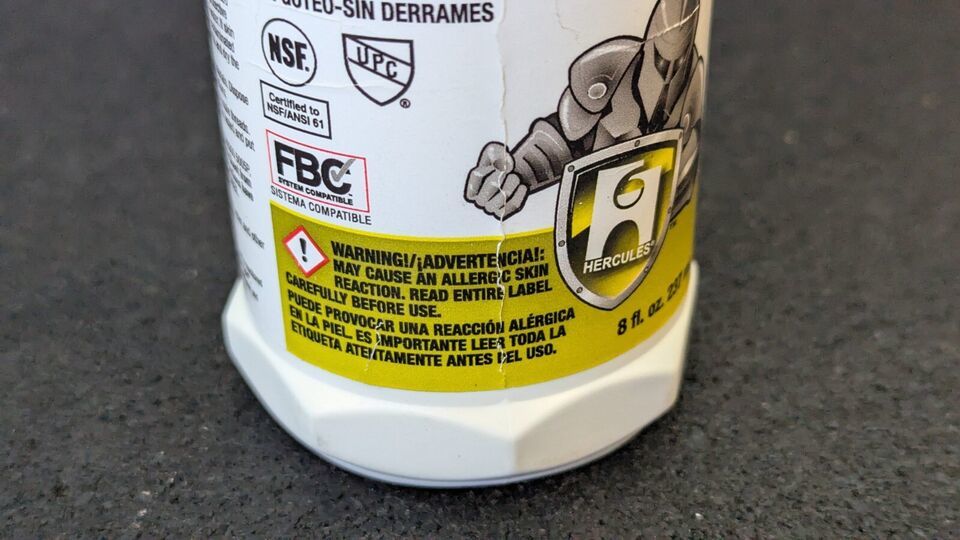 GOTEO-SIN DERRAMES
NSF.
UPC
®
Certified to
NSF/ANSI 61
FBC
SYSTEM COMPATIBLE
SISTEMA COMPATIBLE
WARNING!/¡ADVERTENCIA!:
MAY CAUSE AN ALLERGIC SKIN
REACTION. READ ENTIRE LABEL
CAREFULLY BEFORE USE.
PUEDE PROVOCAR UNA REACCIÓN ALÉRGICA
EN LA PIEL. ES IMPORTANTE LEER TODA LA
ETIQUETA ATENTAMENTE ANTES DEL USO.
HERCULES®
8 fl. oz. 237